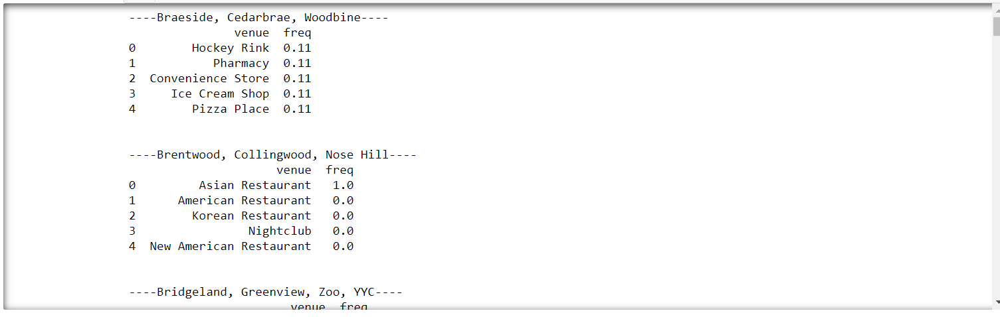 ----Braeside, Cedarbrae, Woodbine----
venue freq
0 Hockey Rink 0.11
1 Pharmacy 0.11
2 Convenience Store 0.11
3 Ice Cream Shop 0.11
4 Pizza Place 0.11
----Brentwood, Collingwood, Nose Hill----
venue freq
0 Asian Restaurant 1.0
1 American Restaurant 0.0
2 Korean Restaurant 0.0
3 Nightclub 0.0
4 New American Restaurant 0.0
----Bridgeland, Greenview, Zoo, YYC----
venue freq